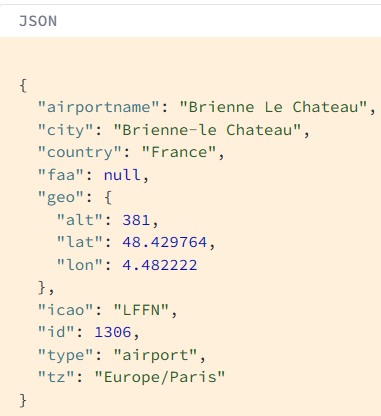 JSON
{
  "airportname": "Brienne Le Chateau",
  "city": "Brienne-le Chateau",
  "country": "France",
  "faa": null,
  "geo": {
    "alt": 381,
    "lat": 48.429764,
    "lon": 4.482222
  },
  "icao": "LFFN",
  "id": 1306,
  "type": "airport",
  "tz": "Europe/Paris"
}